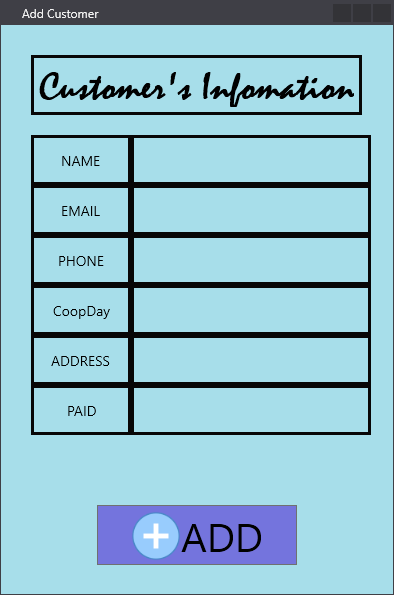 Add Customer
Customer's Infomation
NAME
EMAIL
PHONE
CoopDay
ADDRESS
PAID
ADD